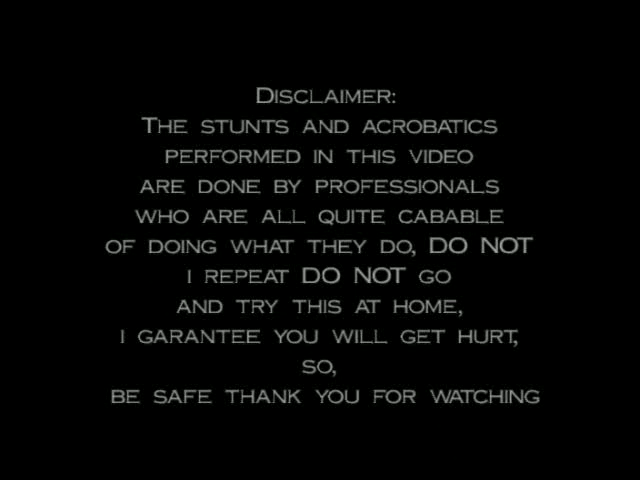 DISCLAIMER:
THE STUNTS AND ACROBATICS
PERFORMED IN THIS VIDEO
ARE DONE BY PROFESSIONALS
WHO ARE ALL QUITE CABABLE
OF DOING WHAT THEY DO, DO NOT
I REPEAT DO NOT GO
AND TRY THIS AT HOME,
I GARANTEE YOU WILL GET HURT,
SO,
BE SAFE THANK YOU FOR WATCHING